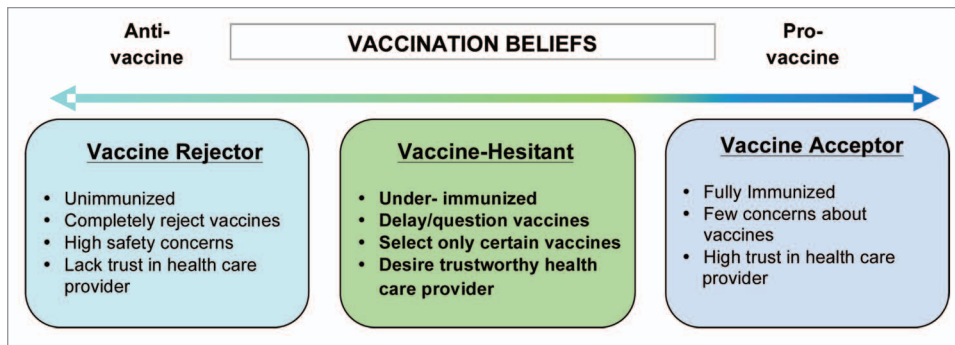 Anti-
vaccine
VACCINATION BELIEFS
Pro-
vaccine
Vaccine Rejector
• Unimmunized
• Completely reject vaccines
• High safety concerns
• Lack trust in health care
provider
Vaccine-Hesitant
• Under- immunized
• Delay/question vaccines
• Select only certain vaccines
• Desire trustworthy health
care provider
Vaccine Acceptor
• Fully Immunized
• Few concerns about
vaccines
• High trust in health care
provider